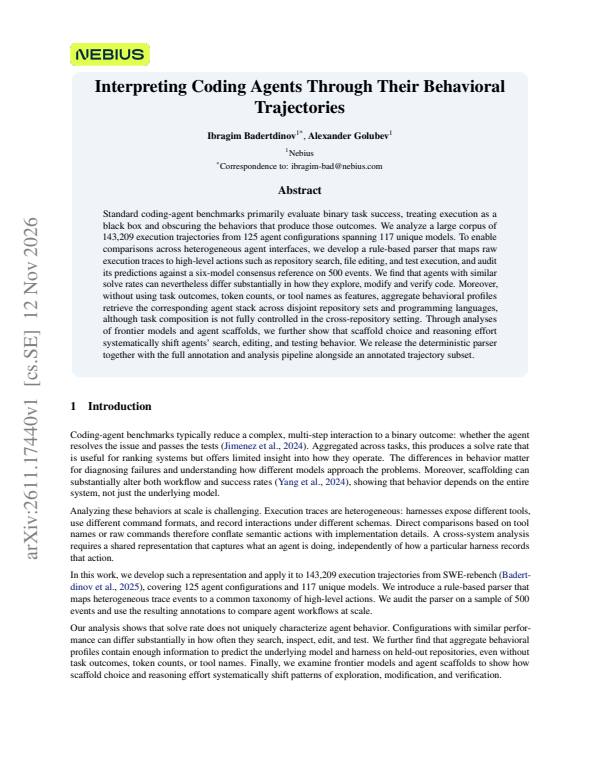 NEBIUS
Interpreting Coding Agents Through Their Behavioral
Trajectories
Ibragim Badertdinov1*, Alexander Golubev1
1Nebius
*Correspondence to: ibragim-bad@nebius.com
Abstract
Standard coding-agent benchmarks primarily evaluate binary task success, treating execution as a
black box and obscuring the behaviors that produce those outcomes. We analyze a large corpus of
143,209 execution trajectories from 125 agent configurations spanning 117 unique models. To enable
comparisons across heterogeneous agent interfaces, we develop a rule-based parser that maps raw
execution traces to high-level actions such as repository search, file editing, and test execution, and audit
its predictions against a six-model consensus reference on 500 events. We find that agents with similar
solve rates can nevertheless differ substantially in how they explore, modify and verify code. Moreover,
without using task outcomes, token counts, or tool names as features, aggregate behavioral profiles
retrieve the corresponding agent stack across disjoint repository sets and programming languages,
although task composition is not fully controlled in the cross-repository setting. Through analyses
of frontier models and agent scaffolds, we further show that scaffold choice and reasoning effort
systematically shift agents' search, editing, and testing behavior. We release the deterministic parser
together with the full annotation and analysis pipeline alongside an annotated trajectory subset.
arXiv:2611.17440v1 [cs.SE] 12 Nov 2026
1 Introduction
Coding-agent benchmarks typically reduce a complex, multi-step interaction to a binary outcome: whether the agent
resolves the issue and passes the tests (Jimenez et al., 2024). Aggregated across tasks, this produces a solve rate that
is useful for ranking systems but offers limited insight into how they operate. The differences in behavior matter
for diagnosing failures and understanding how different models approach the problems. Moreover, scaffolding can
substantially alter both workflow and success rates (Yang et al., 2024), showing that behavior depends on the entire
system, not just the underlying model.
Analyzing these behaviors at scale is challenging. Execution traces are heterogeneous: harnesses expose different tools,
use different command formats, and record interactions under different schemas. Direct comparisons based on tool
names or raw commands therefore conflate semantic actions with implementation details. A cross-system analysis
requires a shared representation that captures what an agent is doing, independently of how a particular harness records
that action.
In this work, we develop such a representation and apply it to 143,209 execution trajectories from SWE-rebench (Badert-
dinov et al., 2025), covering 125 agent configurations and 117 unique models. We introduce a rule-based parser that
maps heterogeneous trace events to a common taxonomy of high-level actions. We audit the parser on a sample of 500
events and use the resulting annotations to compare agent workflows at scale.
Our analysis shows that solve rate does not uniquely characterize agent behavior. Configurations with similar perfor-
mance can differ substantially in how often they search, inspect, edit, and test. We further find that aggregate behavioral
profiles contain enough information to predict the underlying model and harness on held-out repositories, even without
task outcomes, token counts, or tool names. Finally, we examine frontier models and agent scaffolds to show how
scaffold choice and reasoning effort systematically shift patterns of exploration, modification, and verification.